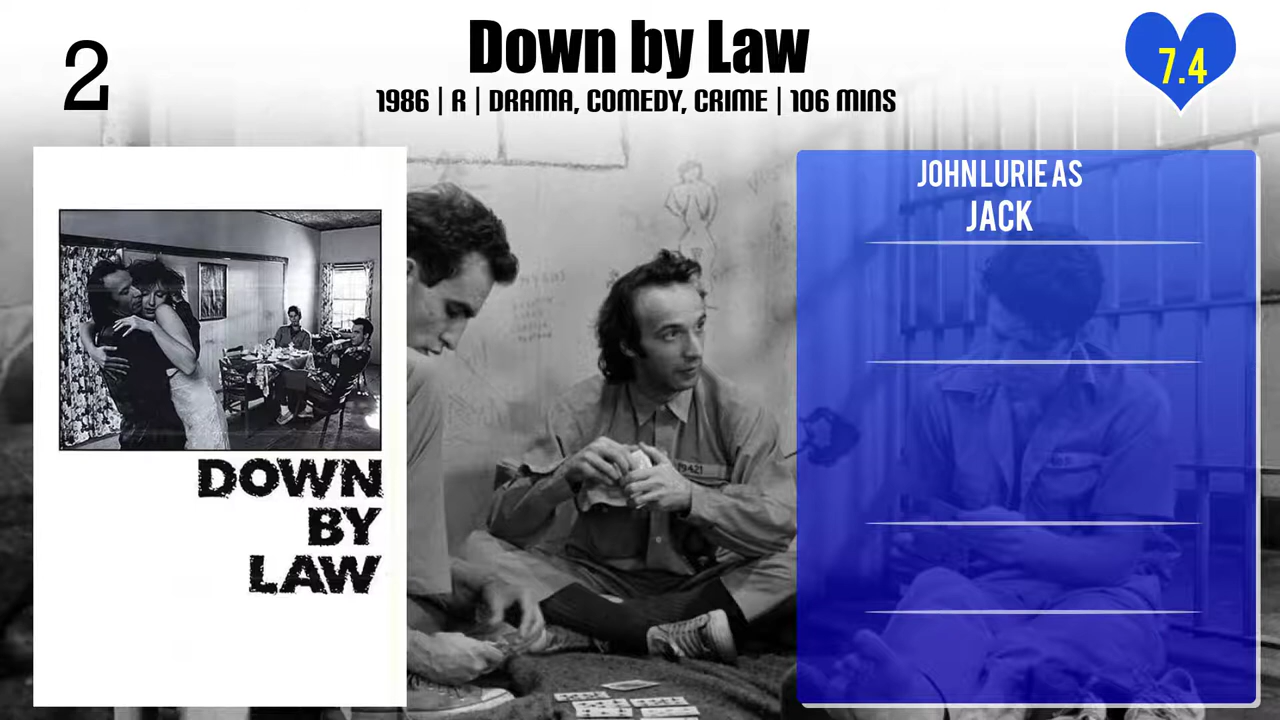 2
Down by Law
1986 | R | DRAMA, COMEDY, CRIME | 106 MINS
7.4
JOHN LURIE AS
JACK
DOWN
BY
LAW